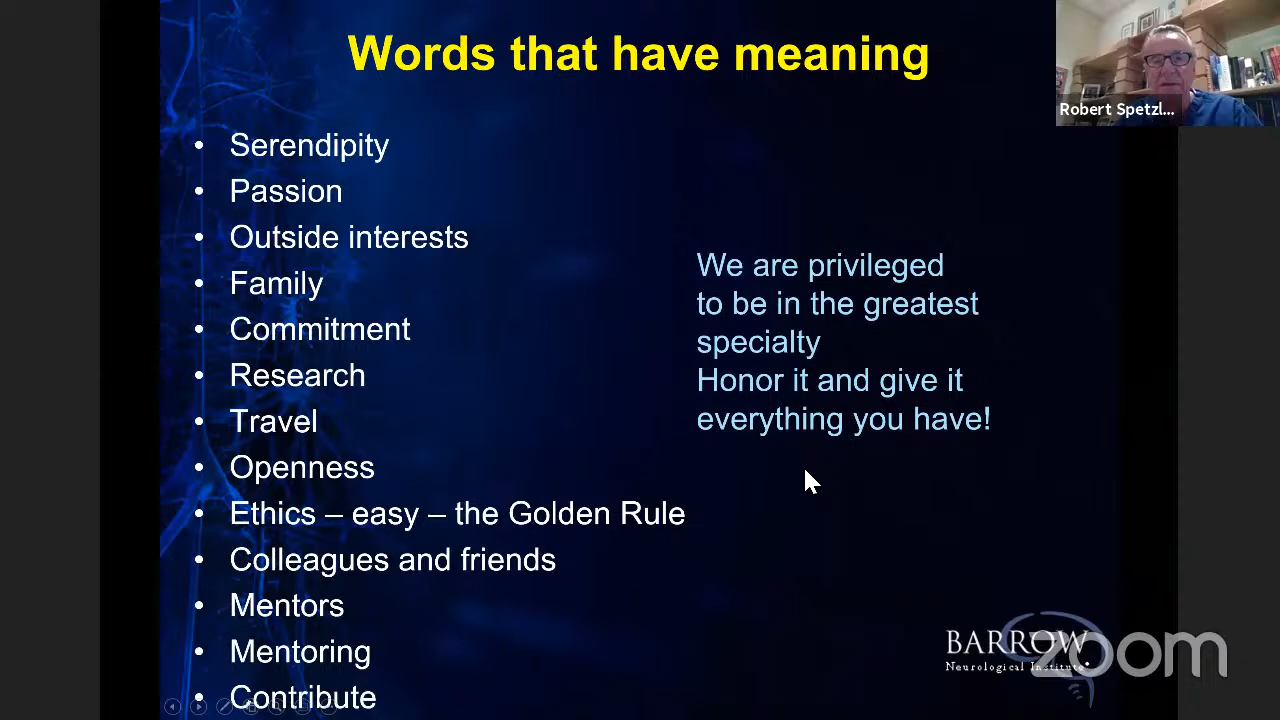 Words that have meaning
Robert Spetzl...
• Serendipity
• Passion
• Outside interests
• Family
• Commitment
• Research
• Travel
• Openness
• Ethics – easy – the Golden Rule
• Colleagues and friends
• Mentors
• Mentoring
• Contribute
We are privileged
to be in the greatest
specialty
Honor it and give it
everything you have!
BARROW
Neurological Institute
zoom